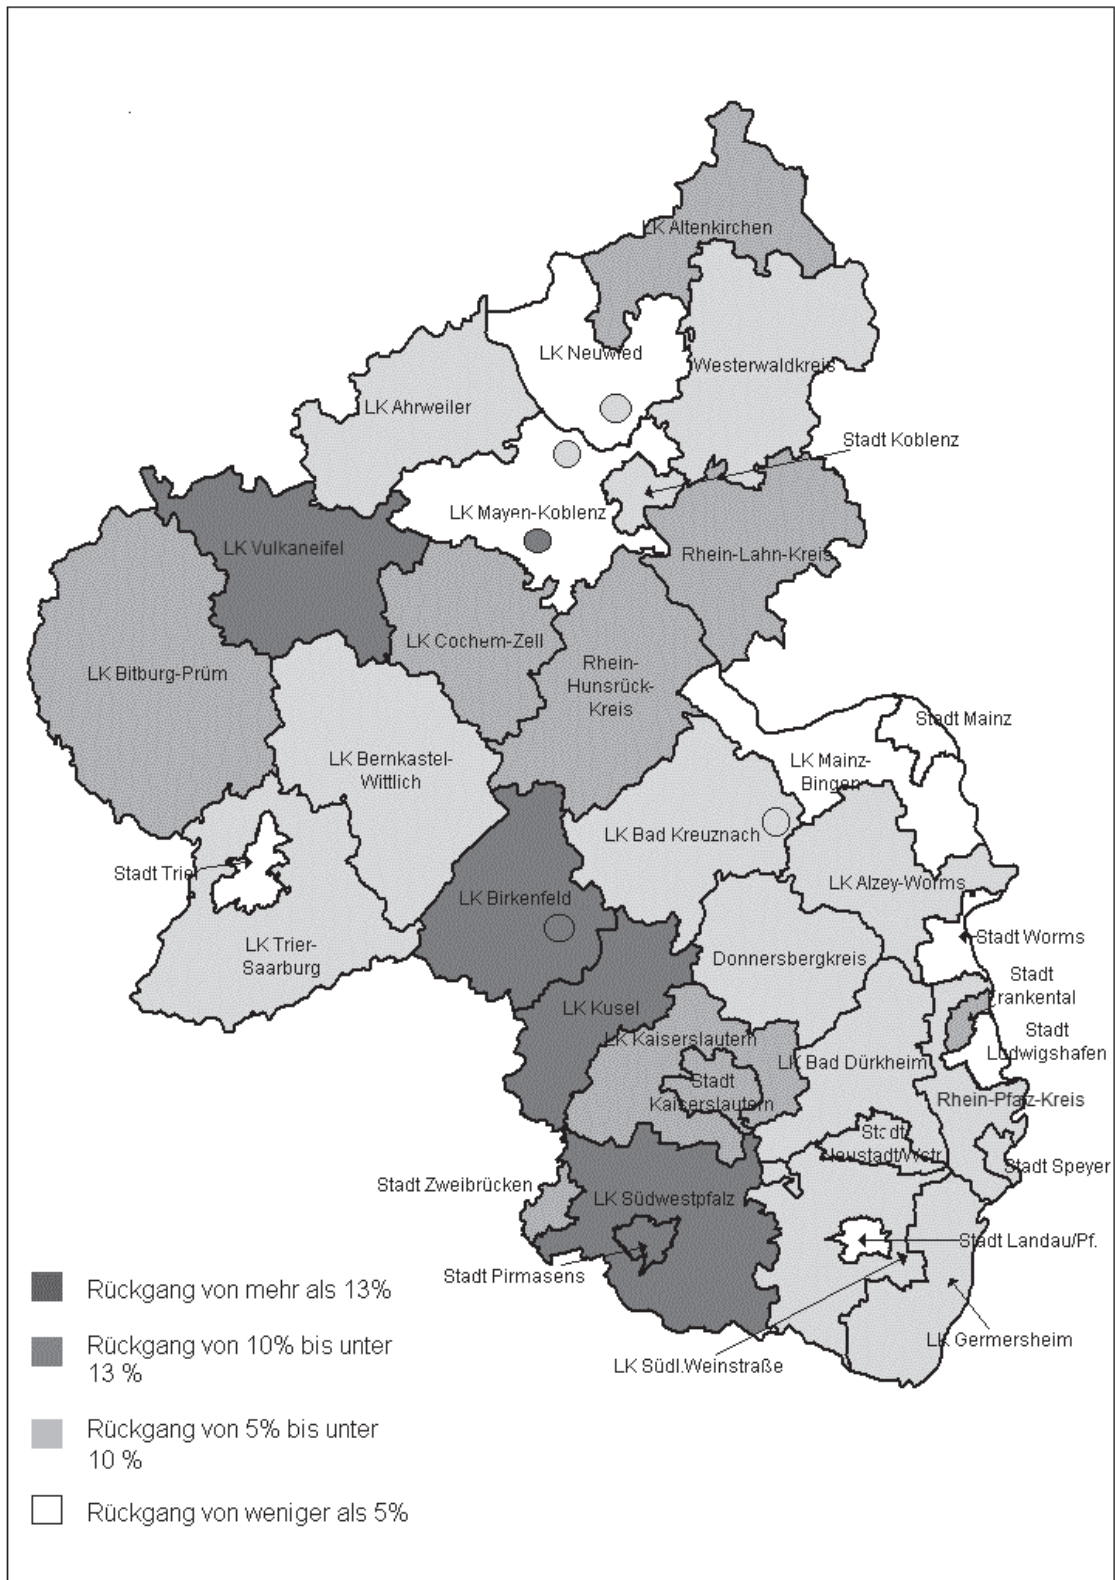 LK Altenkirchen
LK Neuwied
Westerwaldkreis
LK Ahrweiler
Stadt Koblenz
LK Mayen-Koblenz
LK Vulkaneifel
Rhein-Lahn-Kreis
LK Cochem-Zell
LK Bitburg-Prüm
Rhein-
Hunsrück-
Kreis
Stadt Mainz
LK Bernkastel-
Wittlich
LK Mainz-
Bingen
LK Bad Kreuznach
Stadt Trier
LK Alzey-Worms
LK Birkenfeld
Stadt Worms
LK Trier-
Saarburg
Donnersbergkreis
Stadt
Frankental
LK Kusel
Stadt
Ludwigshafen
LK Kaiserslautern
LK Bad Dürkheim
Stadt
Kaiserslautern
Rhein-Pfalz-Kreis
Stadt
Neustadt/Wstr
Stadt Speyer
Stadt Zweibrücken
LK Südwestpfalz
Stadt Landau/Pf.
Stadt Pirmasens
LK Germersheim
LK Südl.Weinstraße
Rückgang von mehr als 13%
Rückgang von 10% bis unter
13 %
Rückgang von 5% bis unter
10 %
Rückgang von weniger als 5%